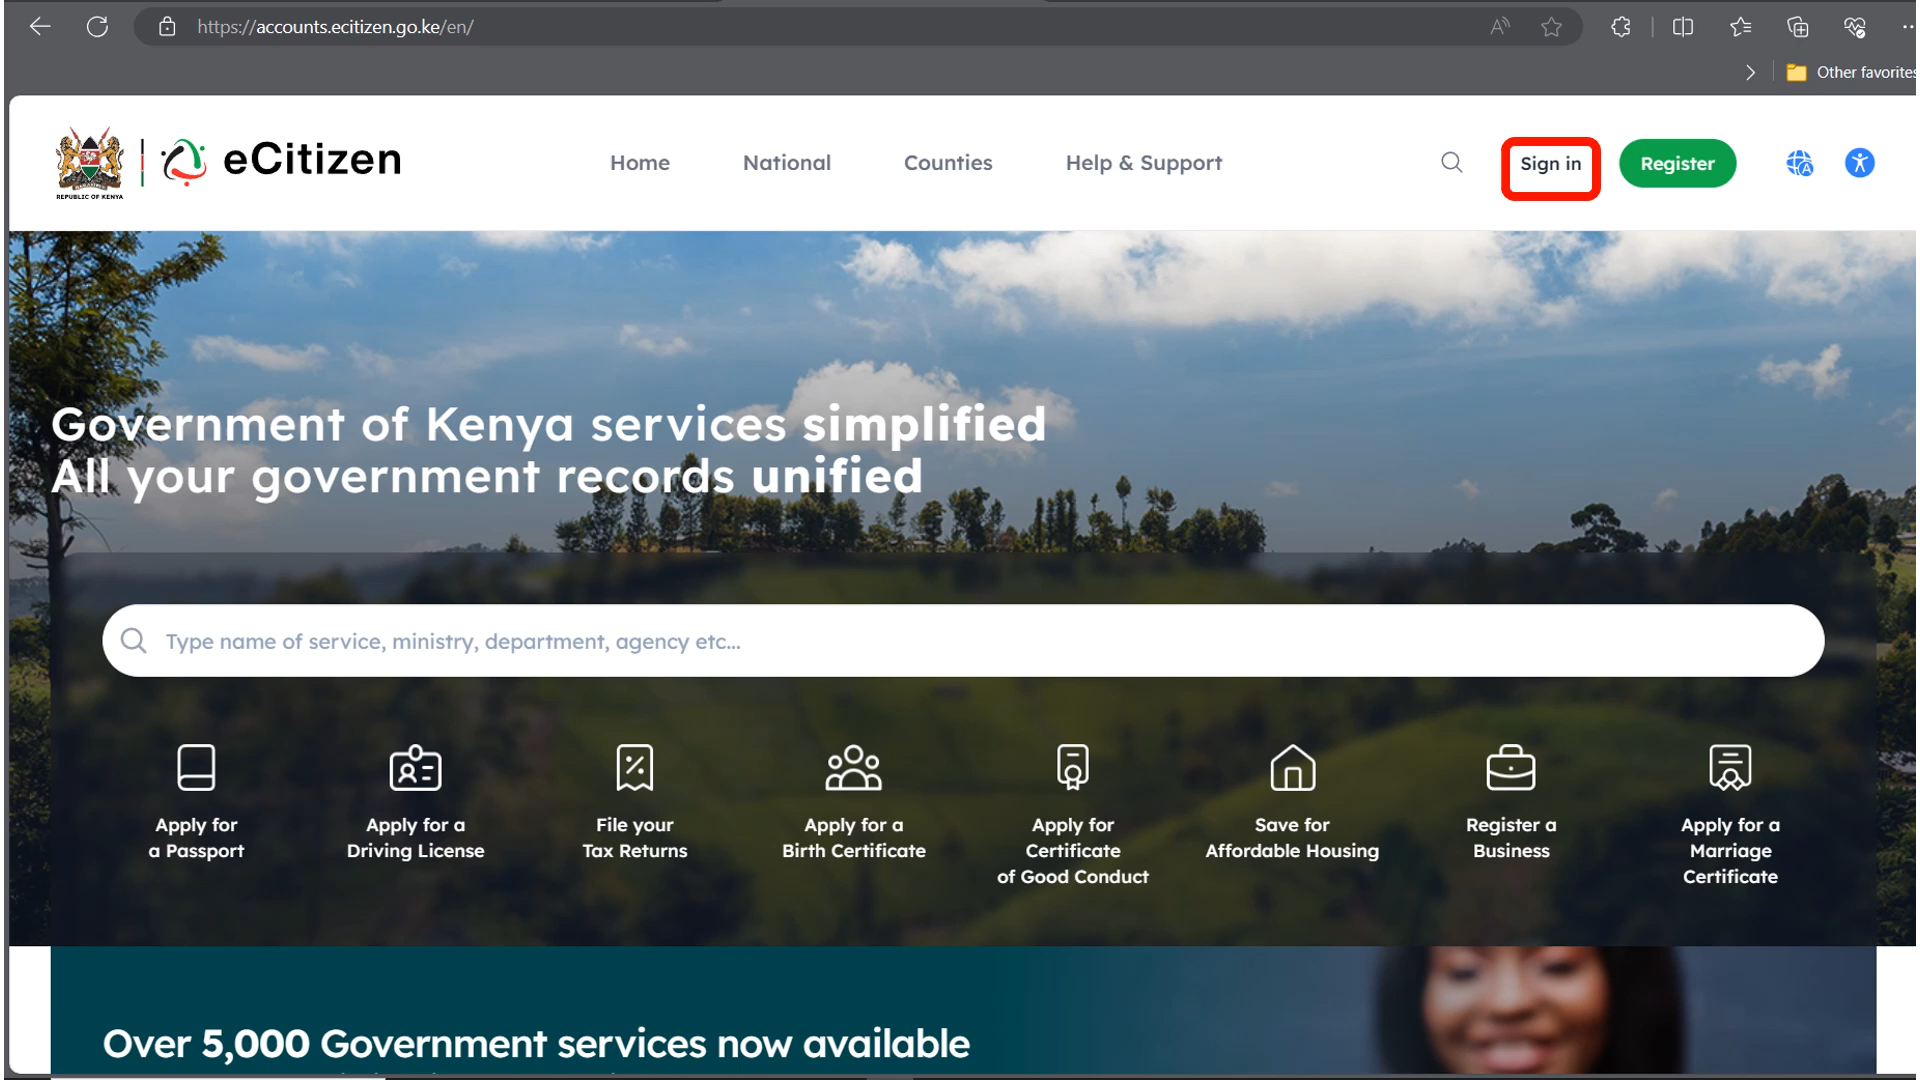 https://accounts.ecitizen.go.ke/en/
Other favorites
REPUBLIC OF KENYA
eCitizen
Home
National
Counties
Help & Support
Sign in
Register
Government of Kenya services simplified
All your government records unified
Type name of service, ministry, department, agency etc...
Apply for
a Passport
Apply for a
Driving License
File your
Tax Returns
Apply for a
Birth Certificate
Apply for
Certificate
of Good Conduct
Save for
Affordable Housing
Register a
Business
Apply for a
Marriage
Certificate
Over 5,000 Government services now available